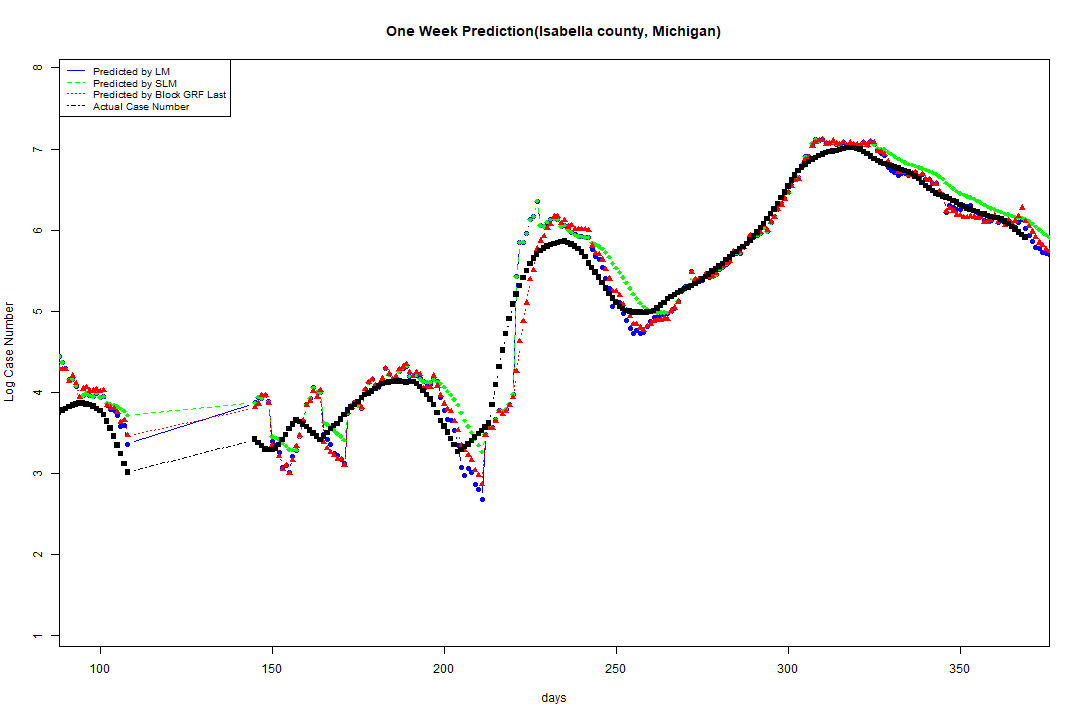 One Week Prediction(Isabella county, Michigan)
Predicted by LM
Predicted by SLM
Predicted by Block GRF Last
Actual Case Number
8
7
6
5
4
3
2
1
Log Case Number
100 150 200 250 300 350
days